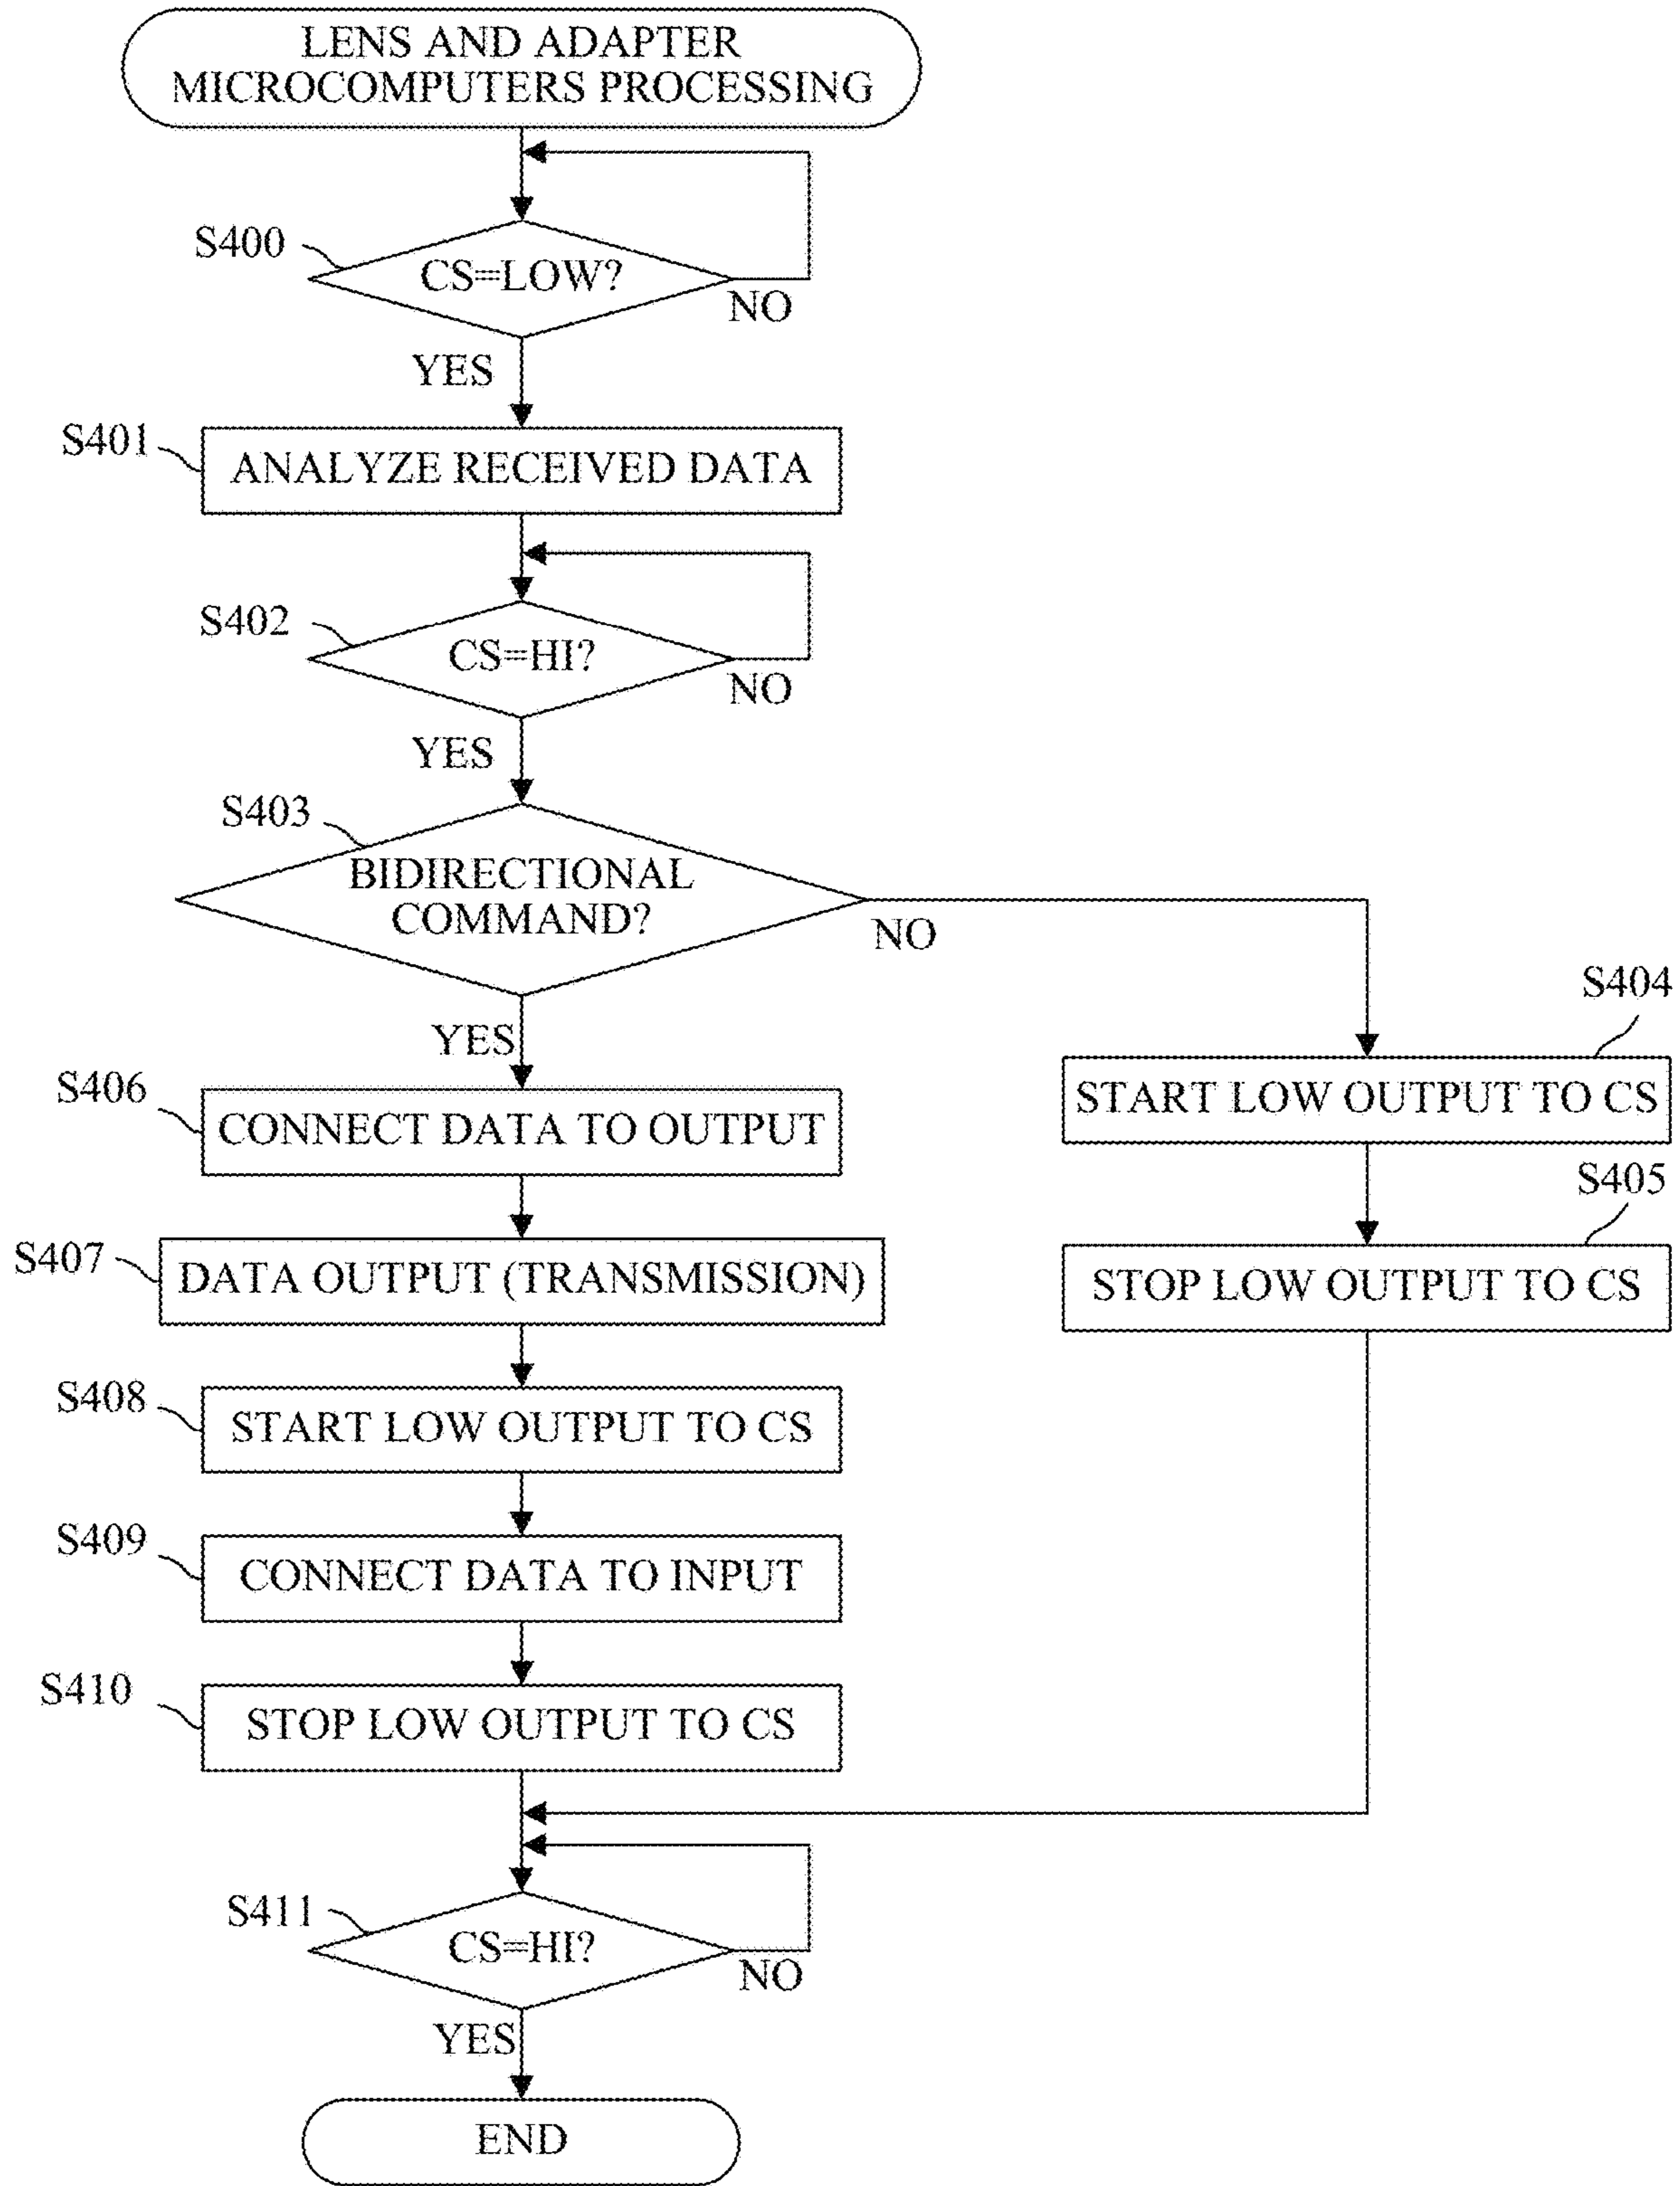 LENS AND ADAPTER
MICROCOMPUTERS PROCESSING
S400
CS=LOW?
NO
YES
S401
ANALYZE RECEIVED DATA
S402
CS=HI?
NO
YES
S403
BIDIRECTIONAL
COMMAND?
NO
YES
S404
START LOW OUTPUT TO CS
S405
STOP LOW OUTPUT TO CS
S406
CONNECT DATA TO OUTPUT
S407
DATA OUTPUT (TRANSMISSION)
S408
START LOW OUTPUT TO CS
S409
CONNECT DATA TO INPUT
S410
STOP LOW OUTPUT TO CS
S411
CS=HI?
NO
YES
END